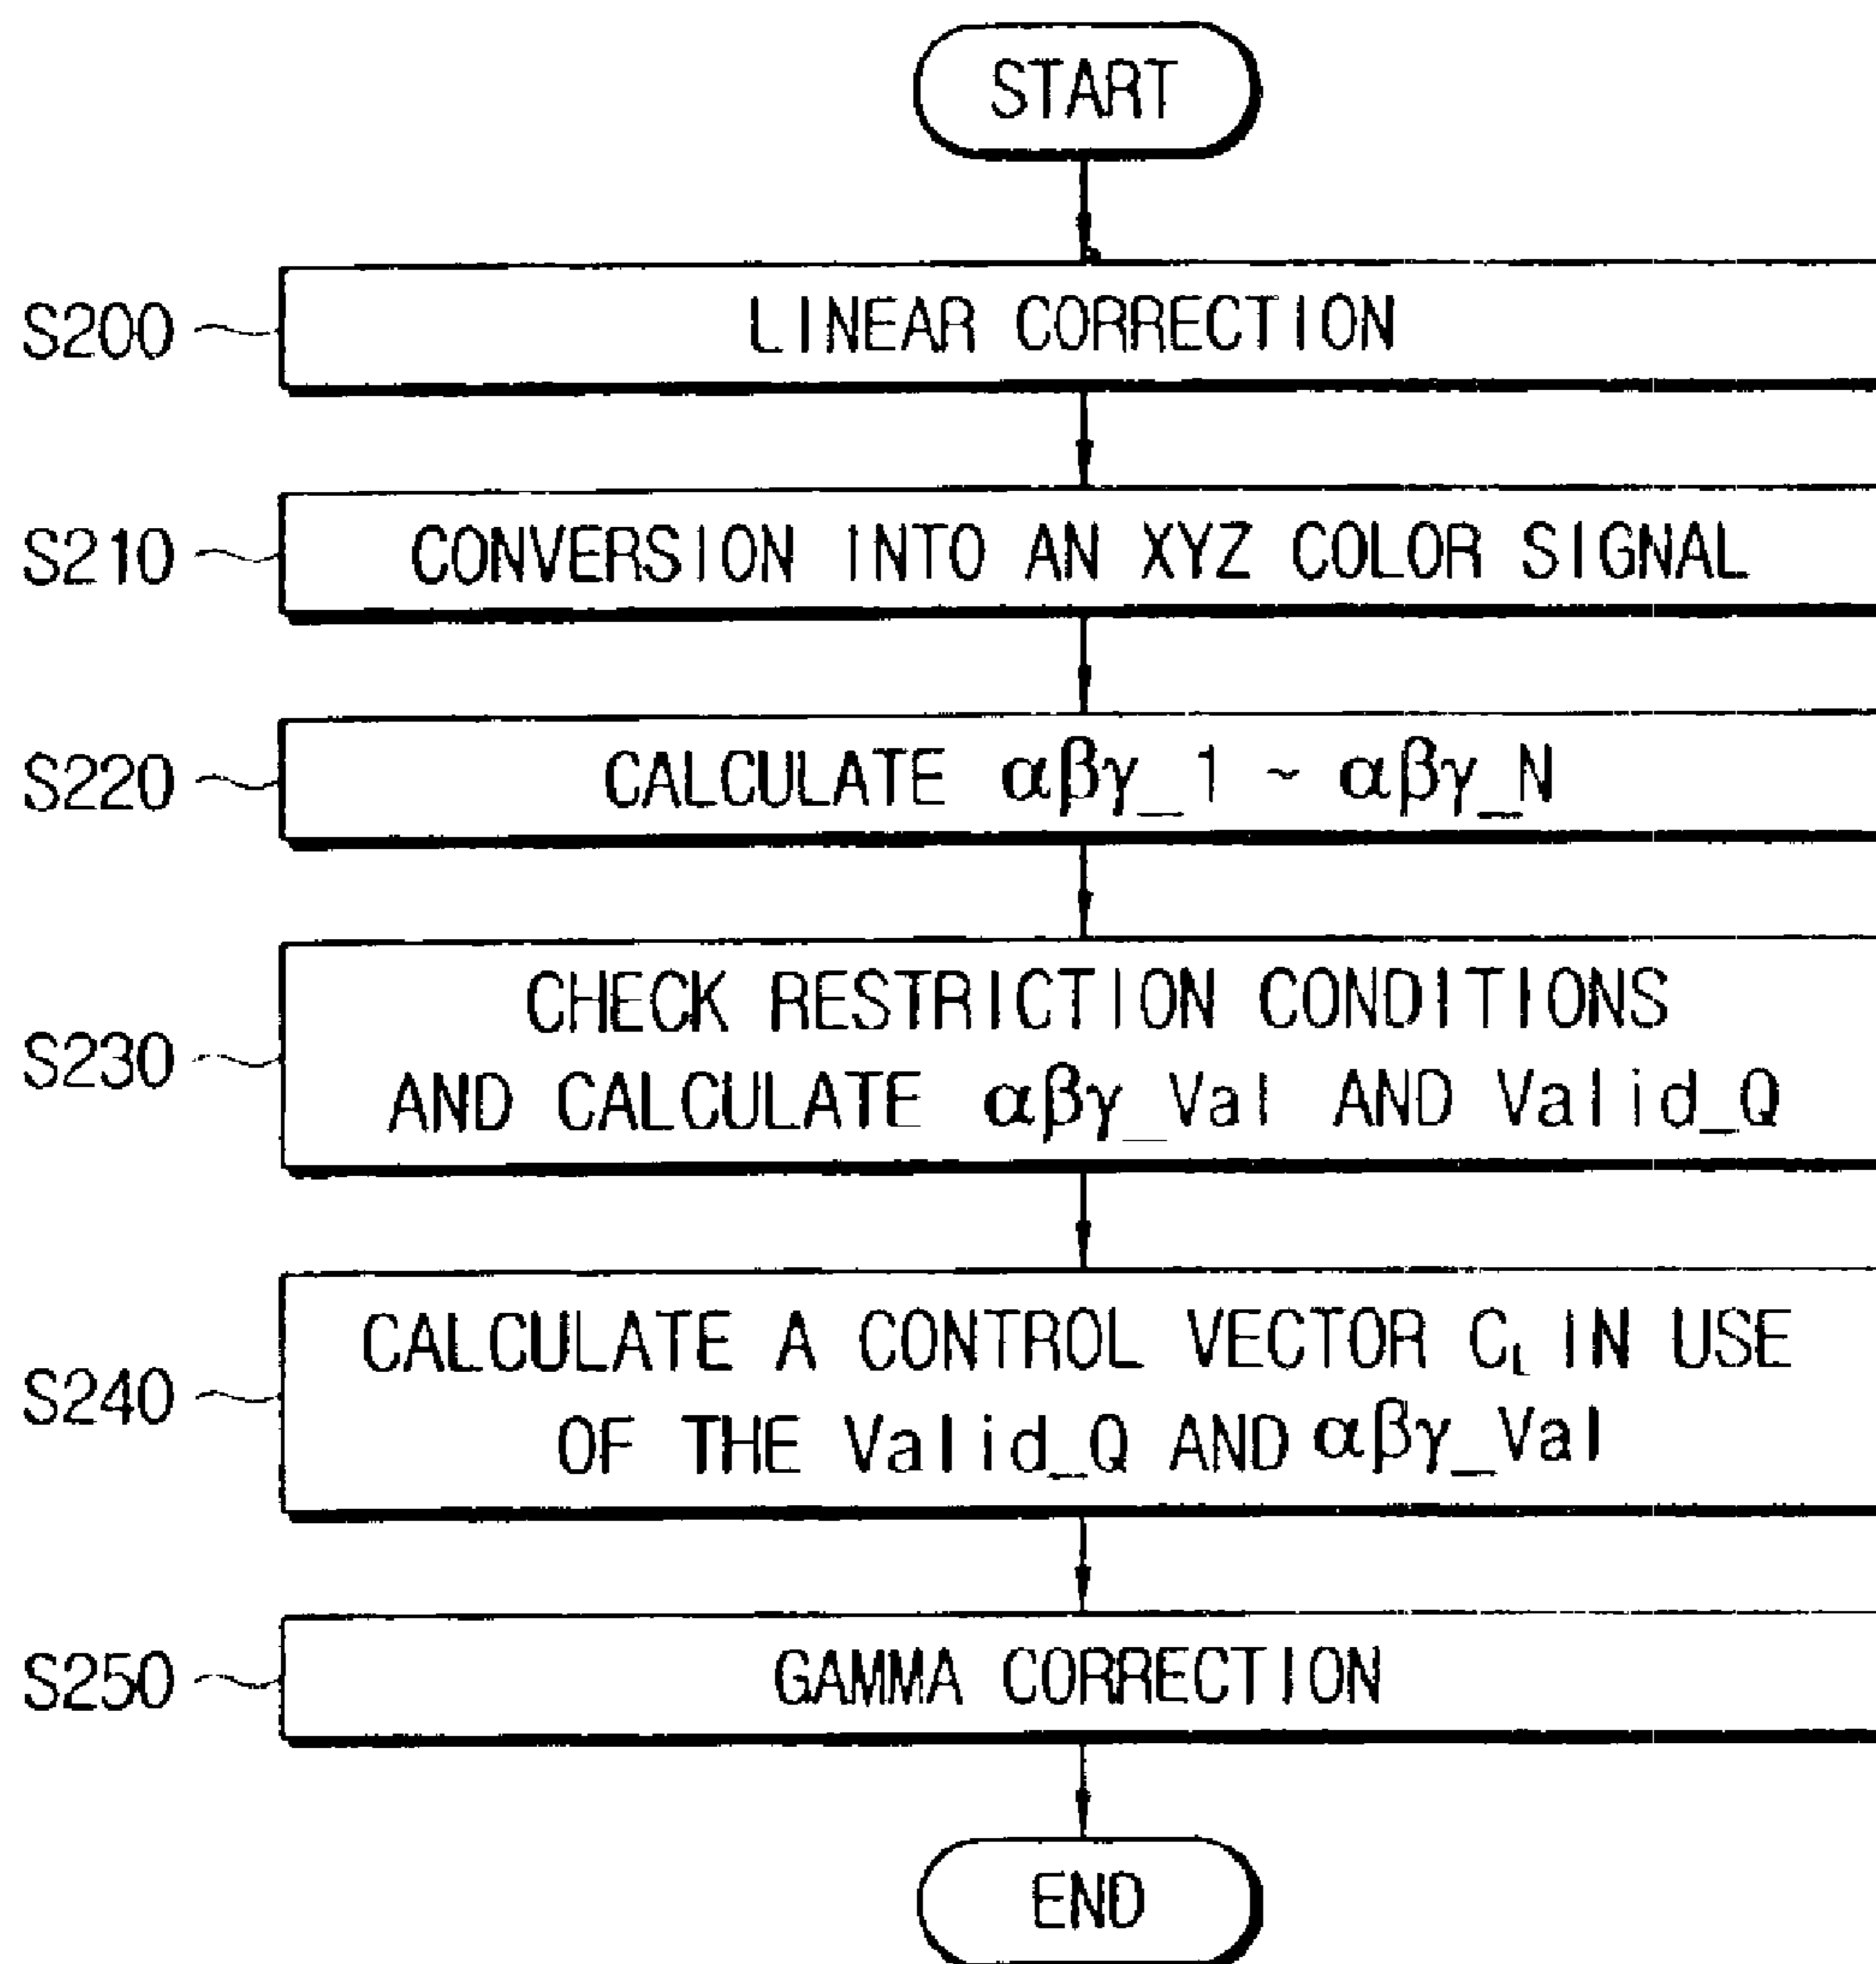 START
S200
LINEAR CORRECTION
S210
CONVERSION INTO AN XYZ COLOR SIGNAL
S220
CALCULATE αβγ_1 ~ αβγ_N
S230
CHECK RESTRICTION CONDITIONS
AND CALCULATE αβγ_Val AND Valid_Q
S240
CALCULATE A CONTROL VECTOR C_L IN USE
OF THE Valid_Q AND αβγ_Val
S250
GAMMA CORRECTION
END